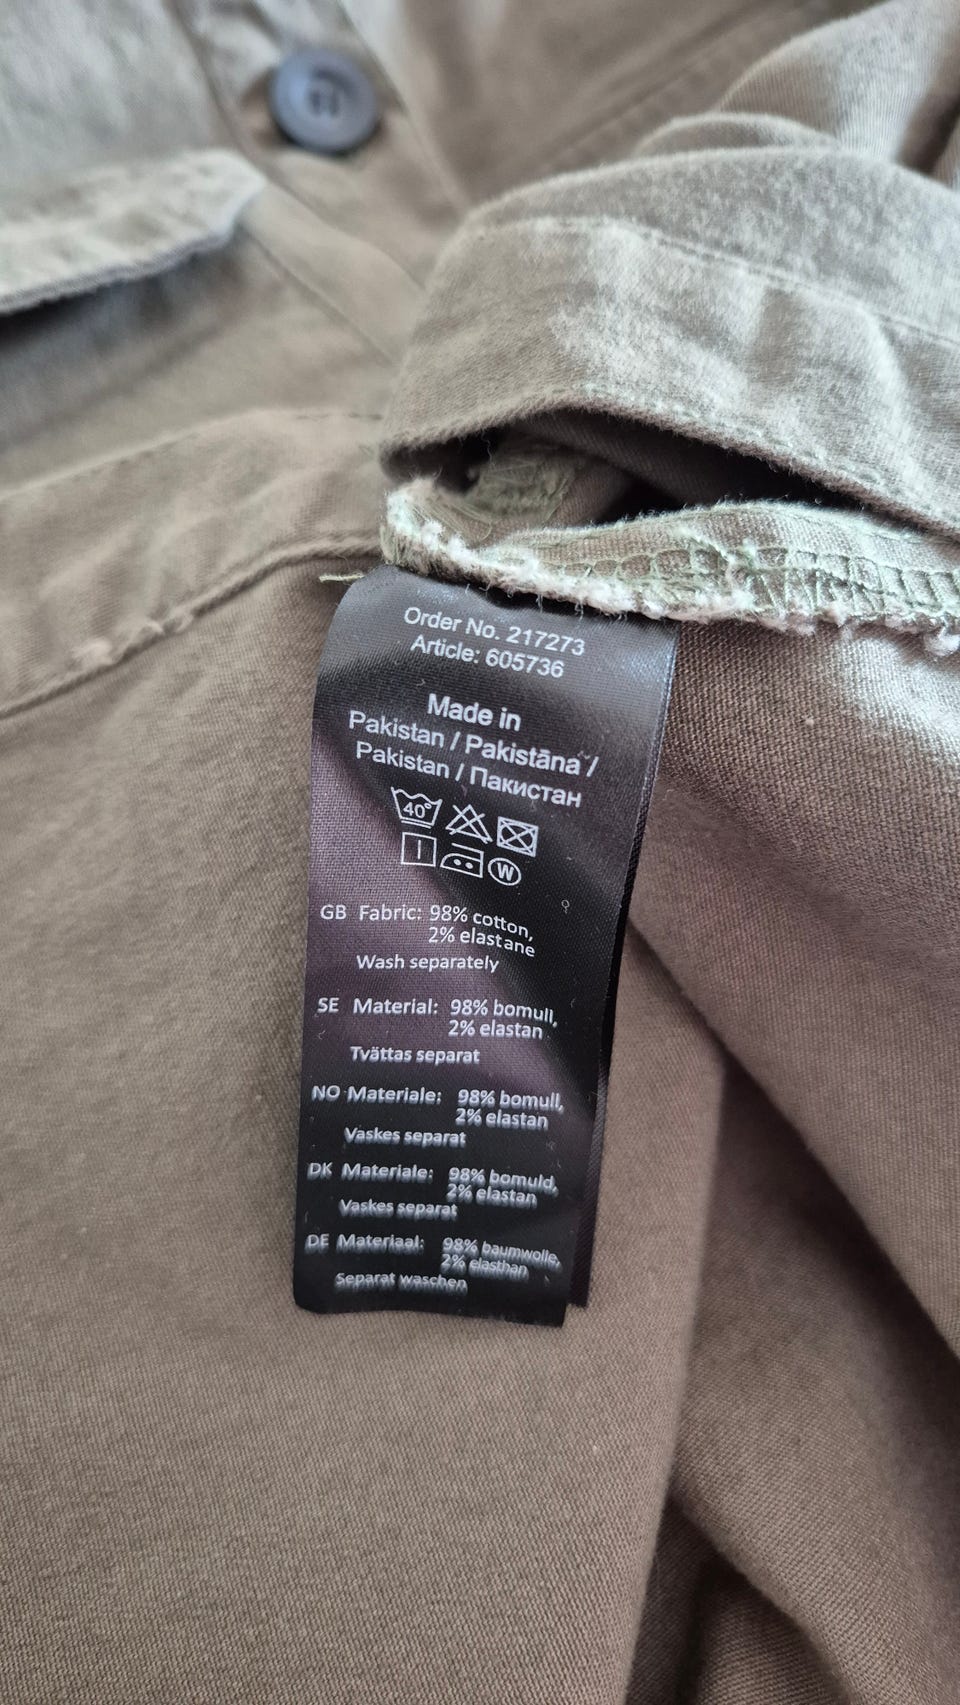 Order No. 217273
Article: 605736
Made in
Pakistan / Pakistāna /
Pakistan / Пакистан
40°
W
GB Fabric: 98% cotton,
2% elastane
Wash separately
SE Material: 98% bomull,
2% elastan
Tvättas separat
NO Materiale: 98% bomull,
2% elastan
Vaskes separat
DK Materiale: 98% bomuld,
2% elastan
Vaskes separat
DE Materiaal: 98% baumwolle,
2% elasthan
Separat waschen